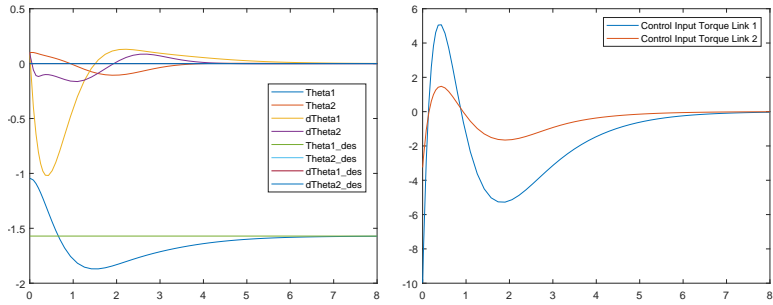 0.5
0
-0.5
-1
-1.5
-2
0 1 2 3 4 5 6 7 8
Theta1
Theta2
dTheta1
dTheta2
Theta1_des
Theta2_des
dTheta1_des
dTheta2_des
6
4
2
0
-2
-4
-6
-8
-10
0 1 2 3 4 5 6 7 8
Control Input Torque Link 1
Control Input Torque Link 2